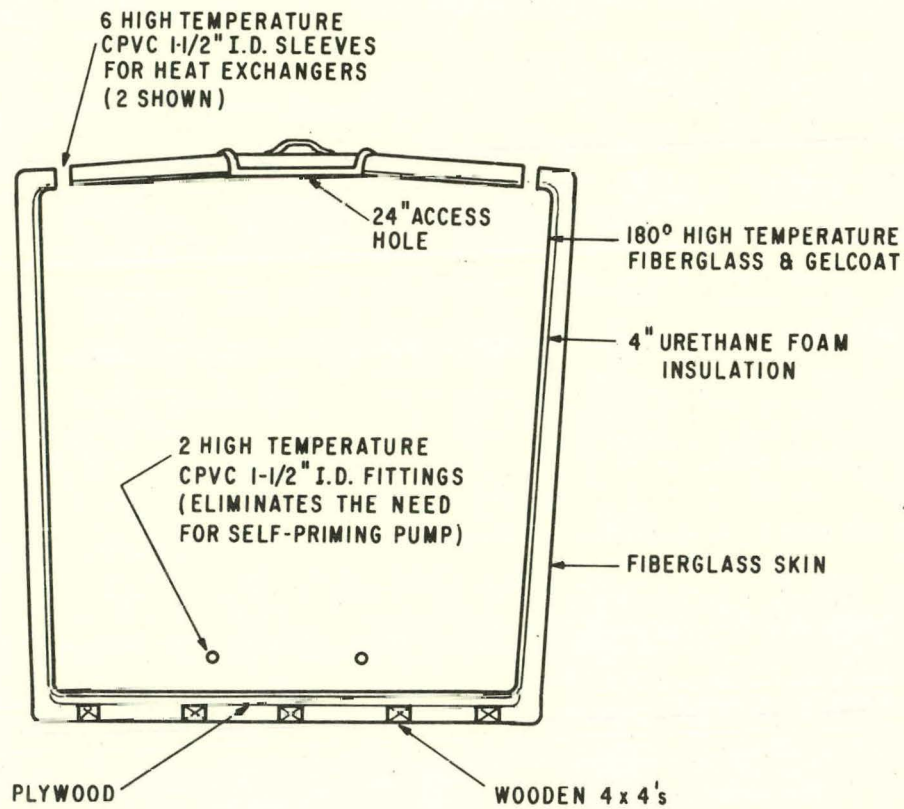 6 HIGH TEMPERATURE
CPVC 1-1/2" I.D. SLEEVES
FOR HEAT EXCHANGERS
(2 SHOWN)
24" ACCESS
HOLE
180° HIGH TEMPERATURE
FIBERGLASS & GELCOAT
4" URETHANE FOAM
INSULATION
2 HIGH TEMPERATURE
CPVC 1-1/2" I.D. FITTINGS
(ELIMINATES THE NEED
FOR SELF-PRIMING PUMP)
FIBERGLASS SKIN
PLYWOOD
WOODEN 4 x 4's